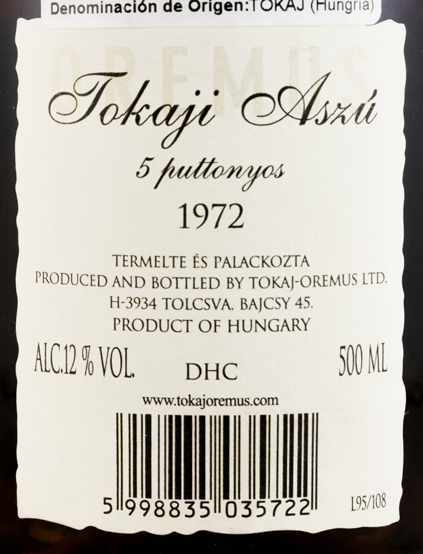 Denominación de Origen:TOKAJ (Hungría)
OREMUS
Tokaji Aszú
5 puttonyos
1972
TERMELTE ÉS PALACKOZTA
PRODUCED AND BOTTLED BY TOKAJ-OREMUS LTD.
H-3934 TOLCSVA, BAJCSY 45.
PRODUCT OF HUNGARY
ALC.12 % VOL. DHC 500 ML
www.tokajoremus.com
5 998835 035722
L95/108